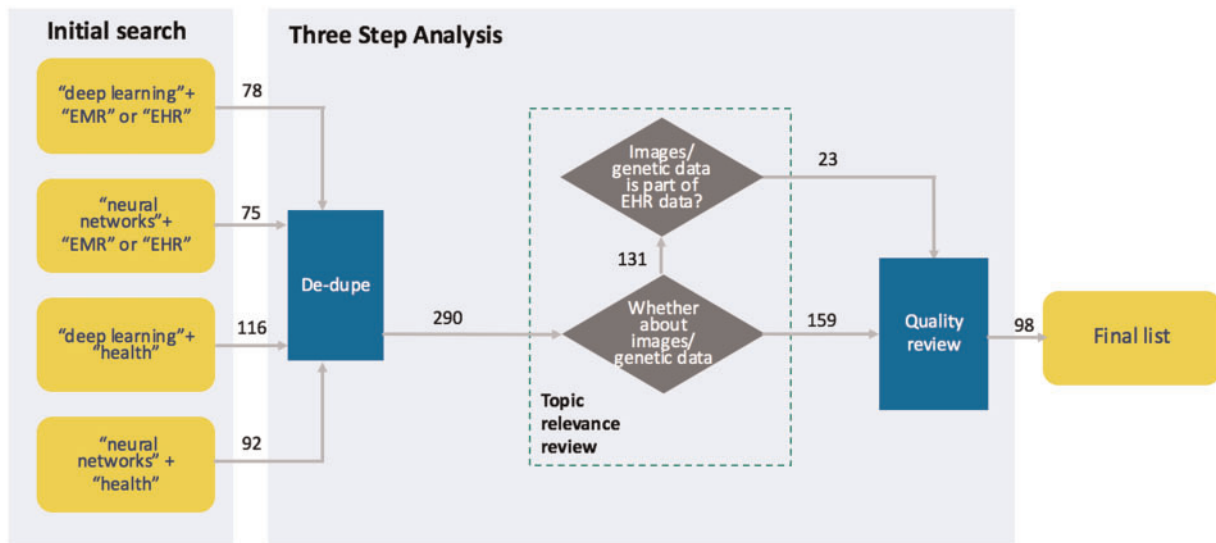 Initial search
Three Step Analysis
“deep learning”+
“EMR” or “EHR”
78
“neural
networks”+
“EMR” or “EHR”
75
“deep learning”+
“health”
116
“neural
networks” +
“health”
92
De-dupe
290
Images/
genetic data
is part of
EHR data?
23
131
Whether
about
images/
genetic data
159
Topic
relevance
review
Quality
review
98
Final list